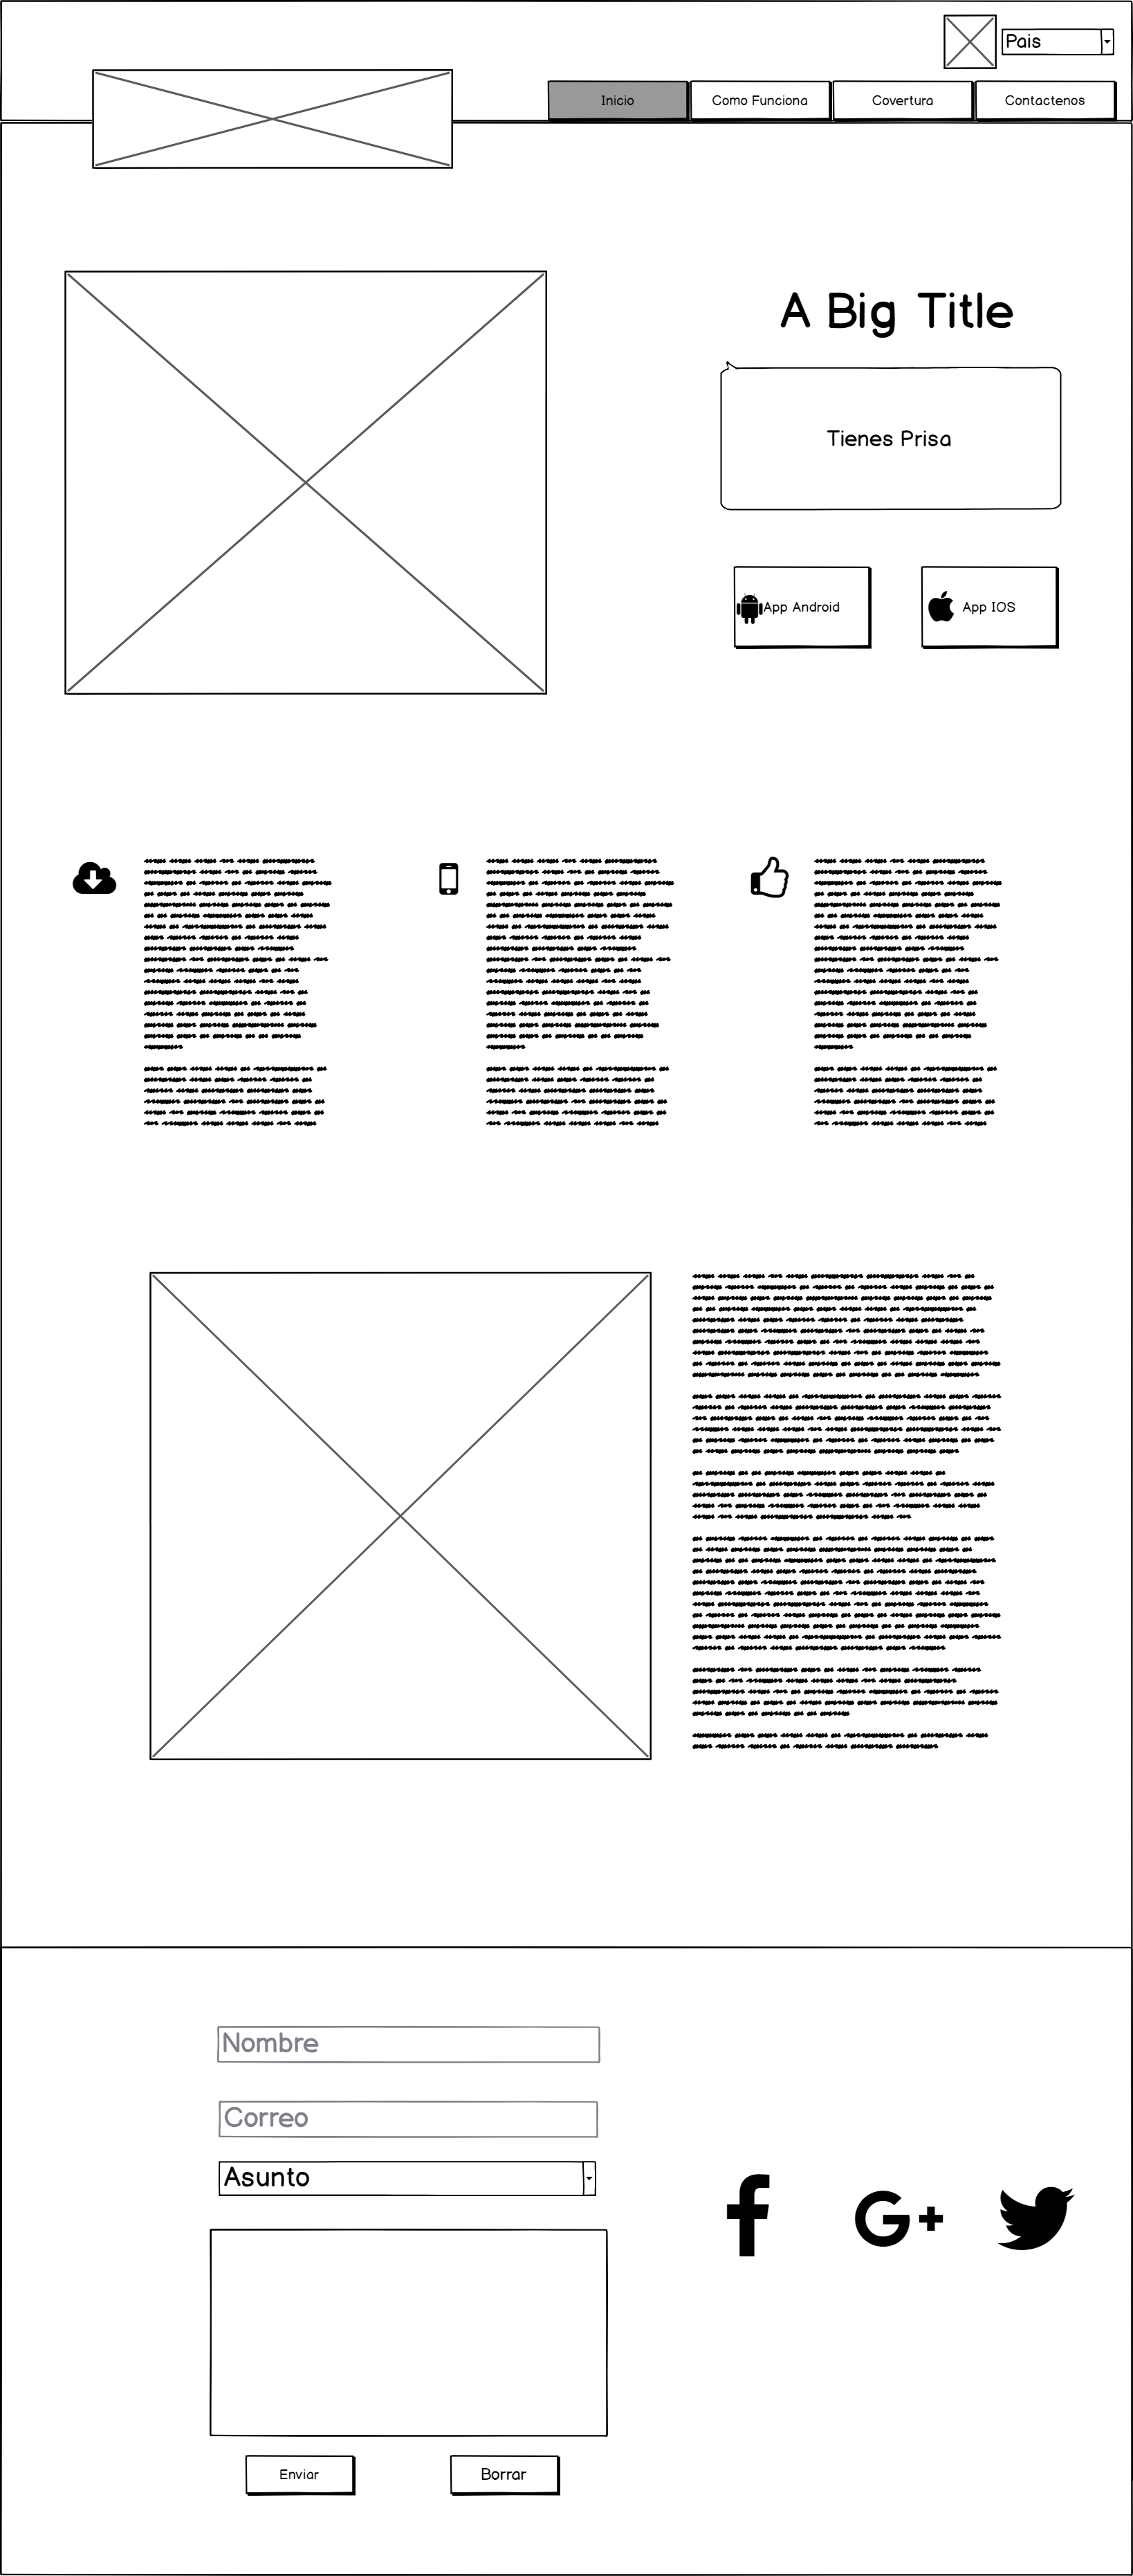 Pais
Inicio
Como Funciona
Covertura
Contactenos
A Big Title
Tienes Prisa
App Android
App IOS
Nombre
Correo
Asunto
G+
Enviar
Borrar